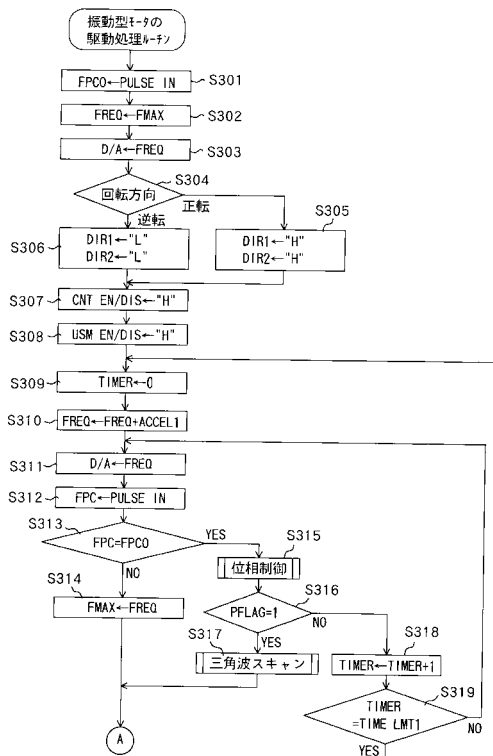 振動型モータの
駆動処理ルーチン
FPC0←PULSE IN
S301
FREQ←FMAX
S302
D/A←FREQ
S303
S304
回転方向
正転
逆転
S305
DIR1←"H"
DIR2←"H"
S306
DIR1←"L"
DIR2←"L"
S307
CNT EN/DIS←"H"
S308
USM EN/DIS←"H"
S309
TIMER←0
S310
FREQ←FREQ+ACCEL1
S311
D/A←FREQ
S312
FPC←PULSE IN
S313
FPC=FPC0
YES
NO
S315
位相制御
S314
FMAX←FREQ
S316
PFLAG=1
NO
YES
S317
三角波スキャン
S318
TIMER←TIMER+1
S319
TIMER
=TIME LMT1
NO
YES
A